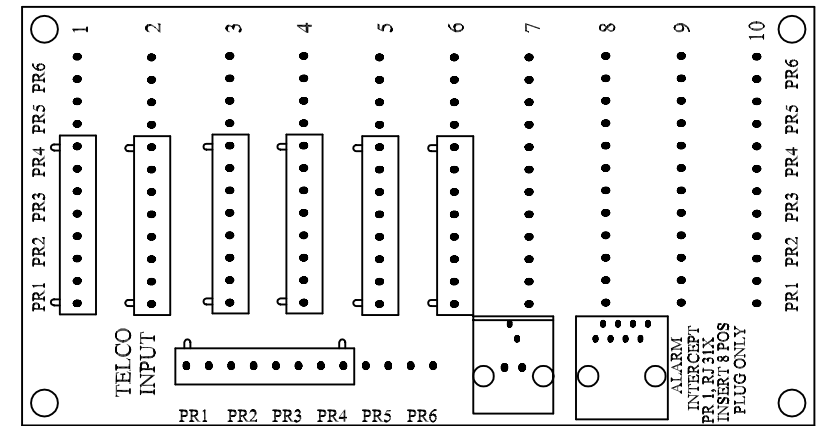 1 2 3 4 5 6 7 8 9 10
PR6 PR6
PR5 PR5
PR4 PR4
PR3 PR3
PR2 PR2
PR1 PR1
TELCO
INPUT
PR1 PR2 PR3 PR4 PR5 PR6
ALARM
INTERCEPT
PR 1, RJ 31X
INSERT 8 POS
PLUG ONLY